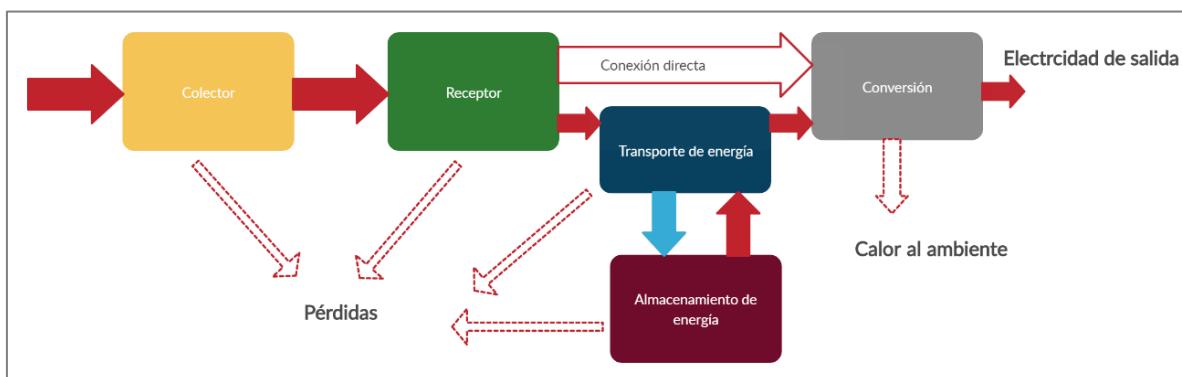 Colector
Receptor
Conexión directa
Conversión
Electrcidad de salida
Transporte de energía
Calor al ambiente
Pérdidas
Almacenamiento de
energía